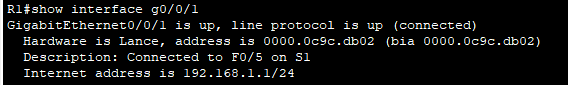 R1#show interface g0/0/1
GigabitEthernet0/0/1 is up, line protocol is up (connected)
Hardware is Lance, address is 0000.0c9c.db02 (bia 0000.0c9c.db02)
Description: Connected to F0/5 on S1
Internet address is 192.168.1.1/24